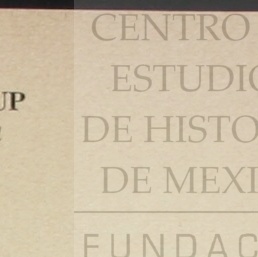 UP
CENTRO
ESTUDIO
DE HISTO
DE MEXI
FUNDAC